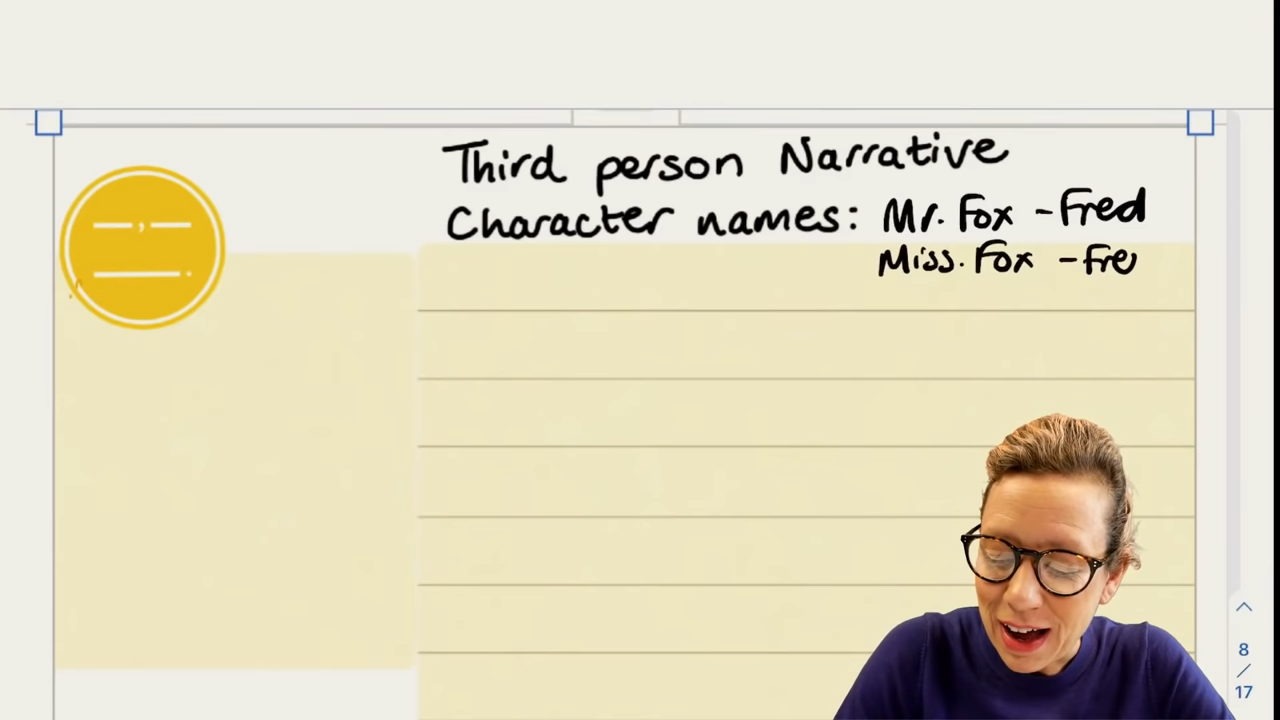 Third person Narrative
Character names: Mr. Fox - Fred
Miss. Fox - Fre
8
/
17